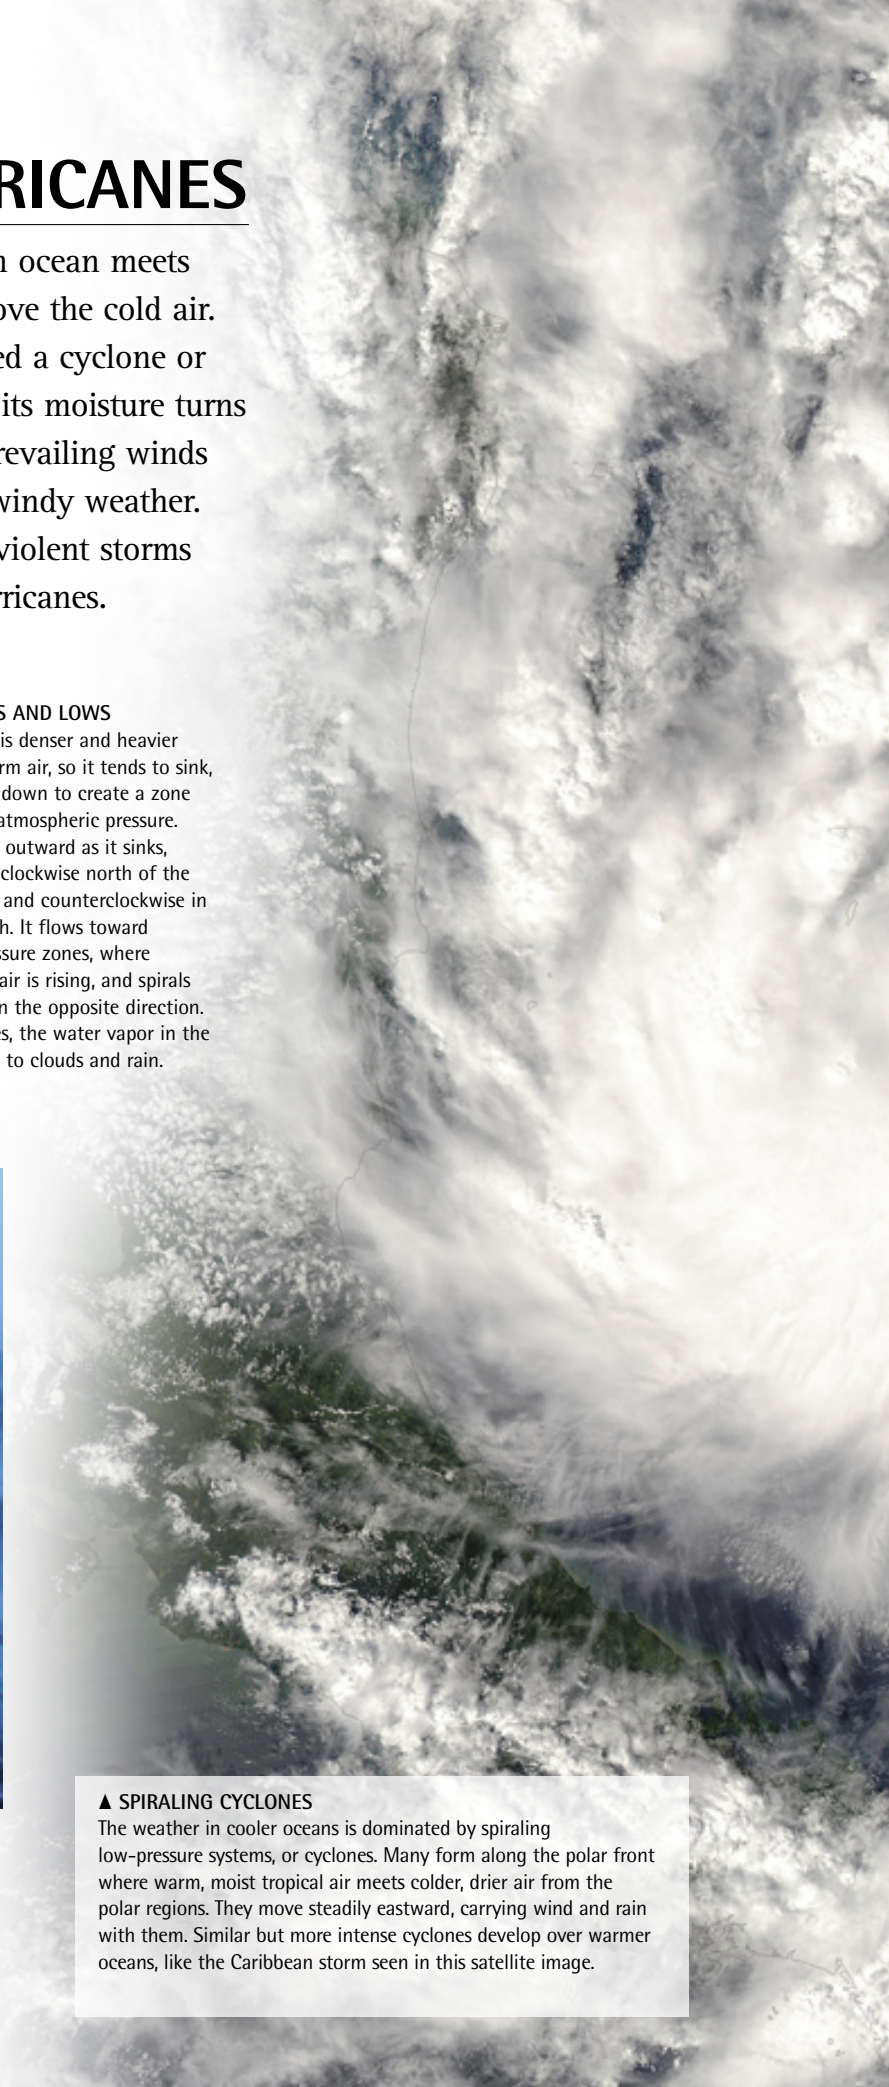 RICANES
ocean meets
ove the cold air.
ed a cyclone or
its moisture turns
revailing winds
windy weather.
violent storms
rricanes.
S AND LOWS
is denser and heavier
rm air, so it tends to sink,
down to create a zone
atmospheric pressure.
outward as it sinks,
clockwise north of the
and counterclockwise in
h. It flows toward
ssure zones, where
air is rising, and spirals
n the opposite direction.
es, the water vapor in the
to clouds and rain.
▲ SPIRALING CYCLONES
The weather in cooler oceans is dominated by spiraling
low-pressure systems, or cyclones. Many form along the polar front
where warm, moist tropical air meets colder, drier air from the
polar regions. They move steadily eastward, carrying wind and rain
with them. Similar but more intense cyclones develop over warmer
oceans, like the Caribbean storm seen in this satellite image.